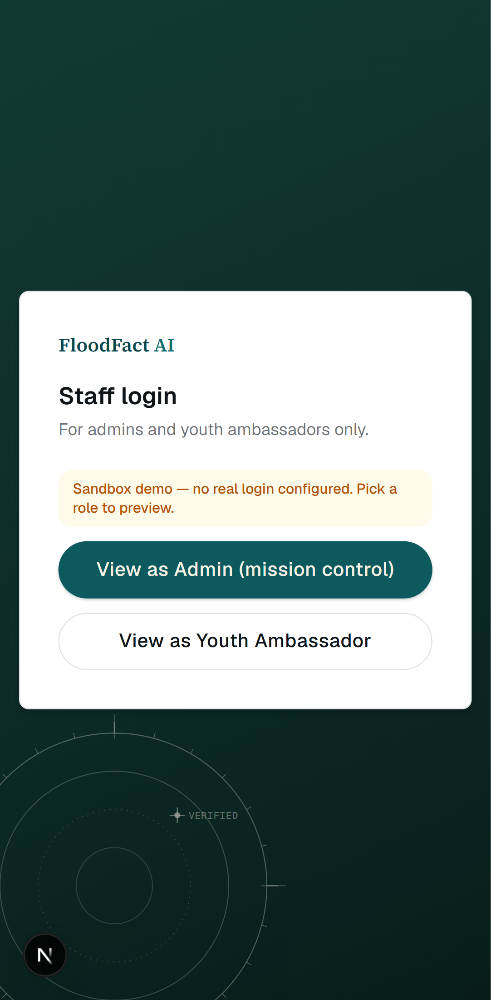 FloodFact AI
Staff login
For admins and youth ambassadors only.
Sandbox demo — no real login configured. Pick a
role to preview.
View as Admin (mission control)
View as Youth Ambassador
VERIFIED
N